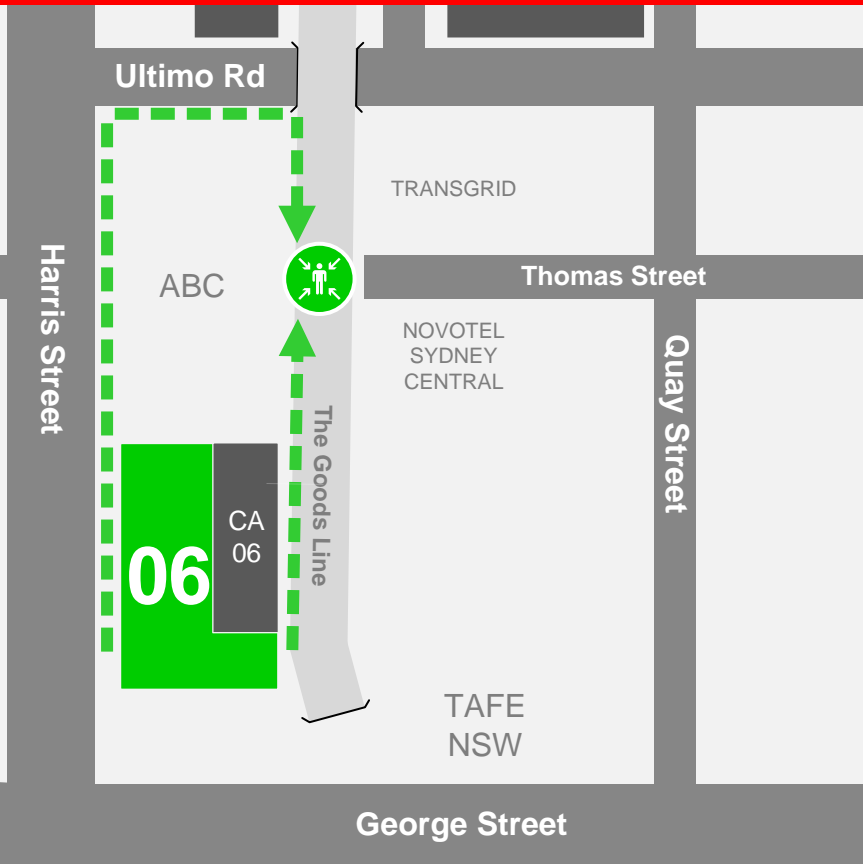 Ultimo Rd
TRANSGRID
Harris Street
ABC
Thomas Street
NOVOTEL
SYDNEY
CENTRAL
Quay Street
The Goods Line
CA
06
06
TAFE
NSW
George Street